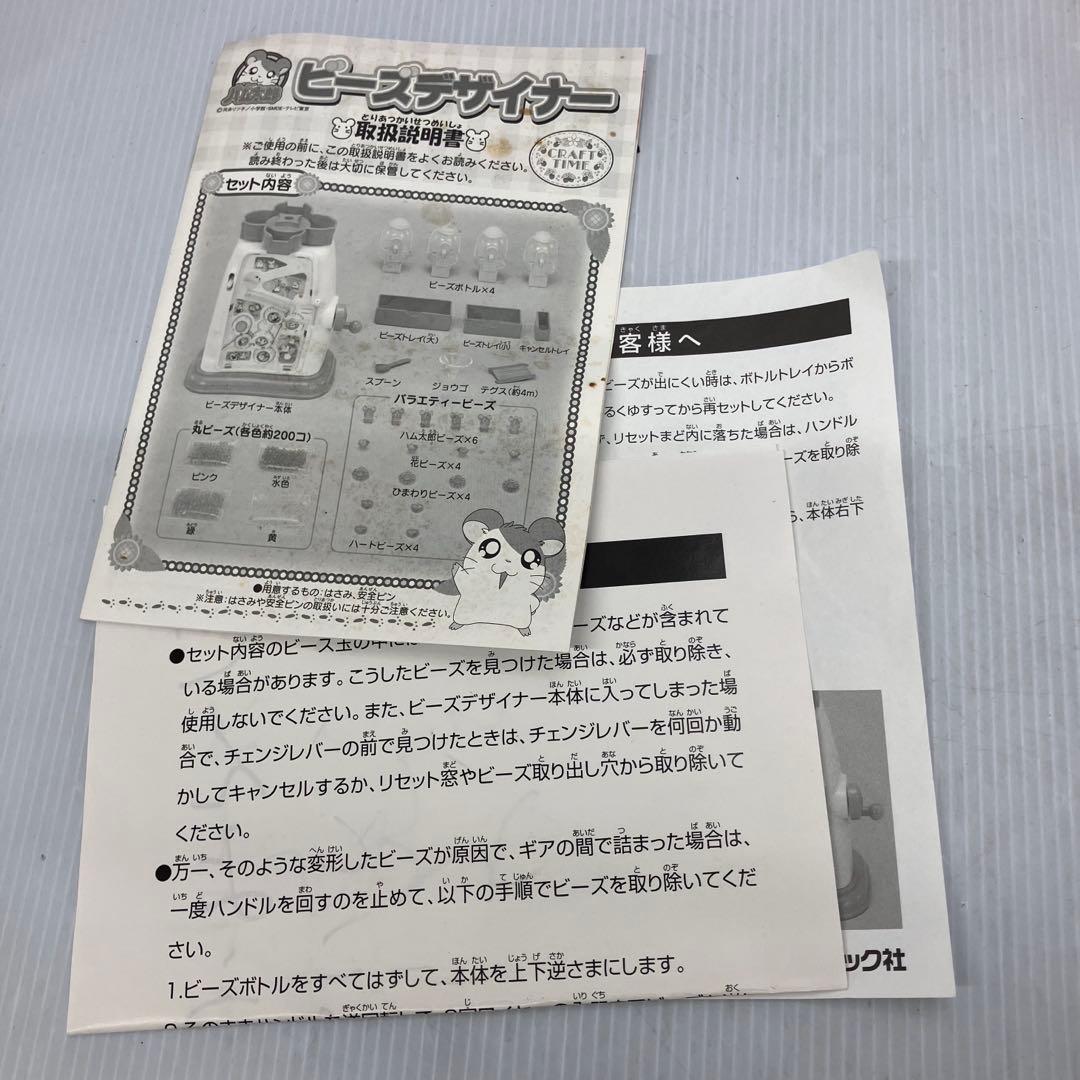 ハム太郎
ビーズデザイナー
とりあつかいせつめいしょ
取扱説明書
※ご使用の前に、この取扱説明書をよくお読みください。
読み終わった後は大切に保管してください。
CRAFT
TIME
セット内容
ビーズボトル×4
ビーズトレイ(大)
ビーズトレイ(小)
キャンセルトレイ
スプーン
ジョウゴ
テグス(約4m)
ビーズデザイナー本体
丸ビーズ(各色約200コ)
ピンク
水色
緑
黄
バラエティービーズ
ハム太郎ビーズ×6
花ビーズ×4
ひまわりビーズ×4
ハートビーズ×4
●用意するもの:はさみ、安全ピン
※注意:はさみや安全ピンの取扱いには十分ご注意ください。
客様へ
ビーズが出にくい時は、ボトルトレイからボ
るくゆすってから再セットしてください。
、リセットまど内に落ちた場合は、ハンドル
ーズを取り除
、本体右下
ック社
ーズなどが含まれて
●セット内容のビーズ玉の中には
いる場合があります。こうしたビーズを見つけた場合は、必ず取り除き、
使用しないでください。また、ビーズデザイナー本体に入ってしまった場
合で、チェンジレバーの前で見つけたときは、チェンジレバーを何回か動
かしてキャンセルするか、リセット窓やビーズ取り出し穴から取り除いて
ください。
●万一、そのような変形したビーズが原因で、ギアの間で詰まった場合は、
一度ハンドルを回すのを止めて、以下の手順でビーズを取り除いてくだ
さい。
1.ビーズボトルをすべてはずして、本体を上下逆さまにします。